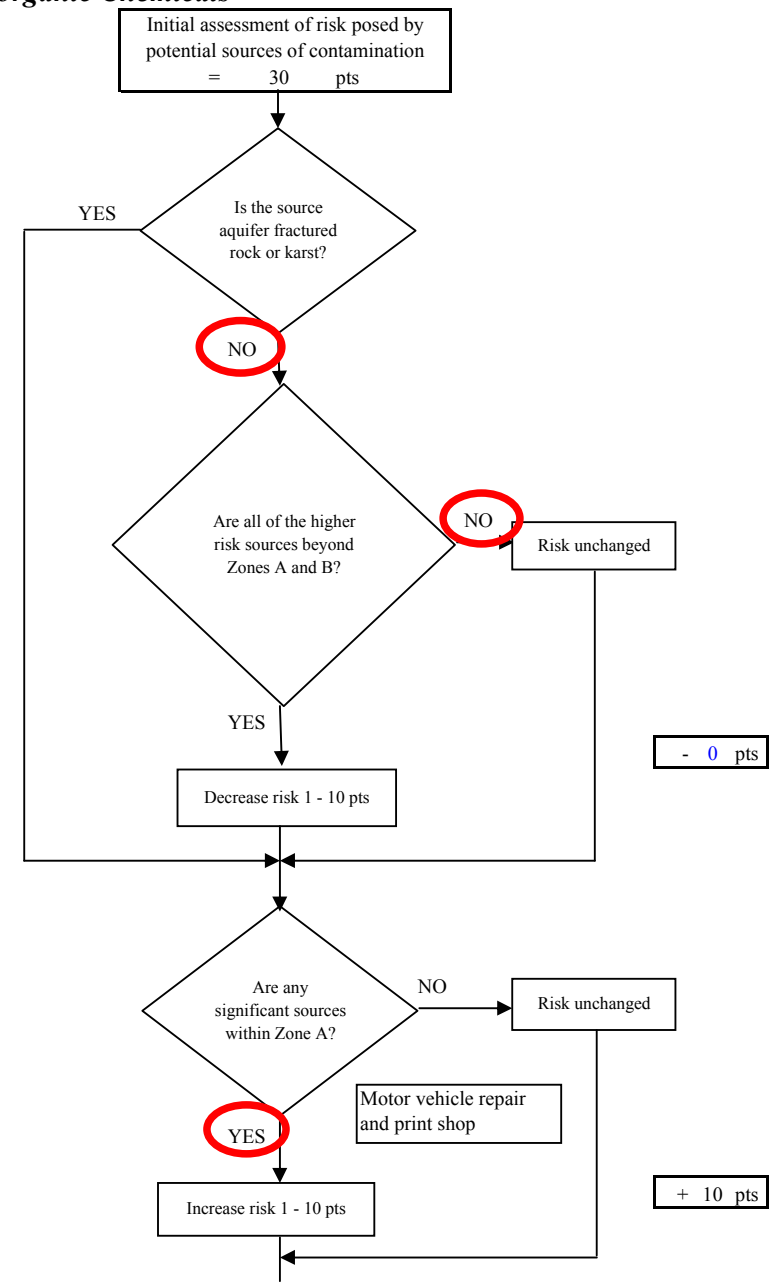 Initial assessment of risk posed by
potential sources of contamination
= 30 pts
YES
Is the source
aquifer fractured
rock or karst?
NO
Are all of the higher
risk sources beyond
Zones A and B?
NO
Risk unchanged
YES
- 0 pts
Decrease risk 1 - 10 pts
Are any
significant sources
within Zone A?
NO
Risk unchanged
Motor vehicle repair
and print shop
YES
+ 10 pts
Increase risk 1 - 10 pts